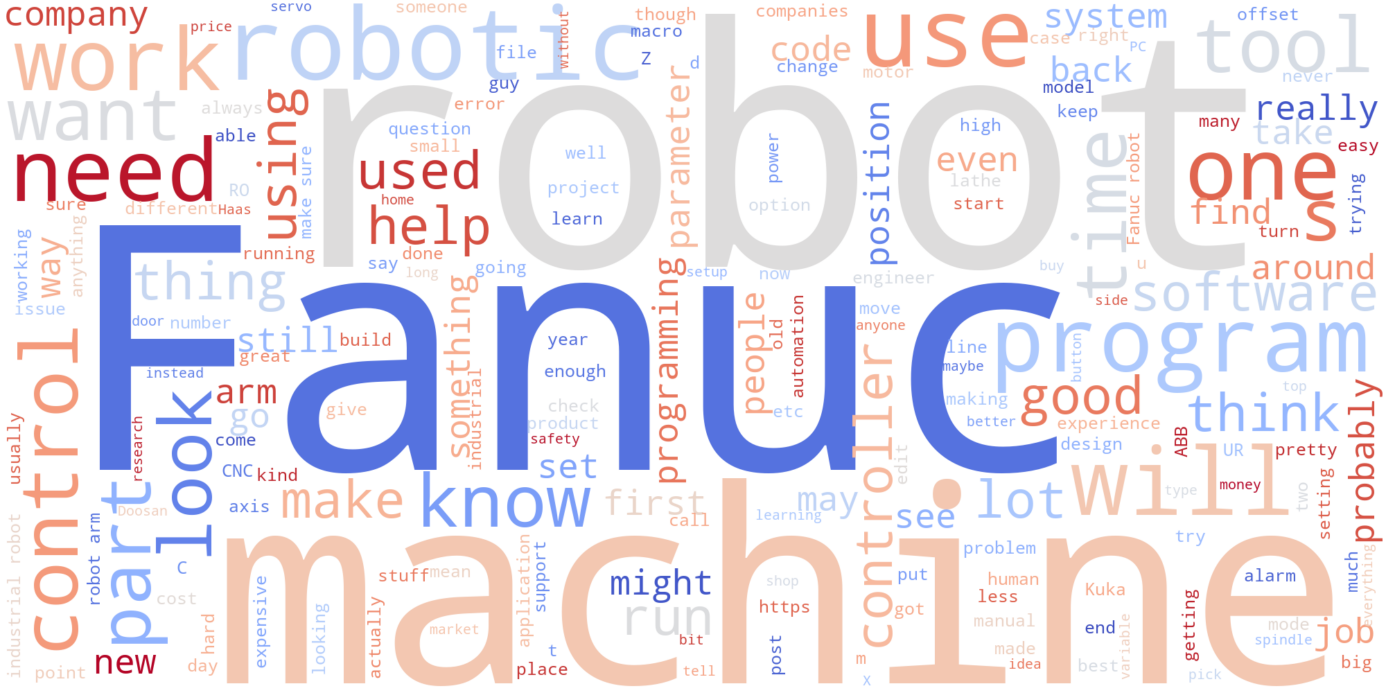 company
price
servo
someone
though
macro
companies
system
offset
work
robotic
file
without
Z
d
code
change
use
case
right
PC
tool
want
always
guy
error
motor
back
model
never
need
able
using
question
small
well
parameter
power
position
high
keep
really
many
take
easy
RO
make sure
used
project
option
even
lathe
time
Fanuc robot
one
trying
sure
different
Haas
home
learn
start
find
turn
s
robot
working
way
anything
running
help
done
say
long
going
setup
now
engineer
buy
u
side
around
issue
thing
Fanuc
something
programming
people
old
automation
move
anyone
software
door
number
still
build
year
line
maybe
program
button
control
great
instead
enough
controller
making
top
look
arm
give
industrial
check
product
etc
better
good
experience
think
probably
usually
research
go
come
safety
design
ABB
UR
pretty
CNC
kind
set
edit
type
money
two
setting
part
Doosan
axis
make
know
first
call
learning
may
see
lot
will
industrial robot
robot arm
C
cost
machine
stuff
mean
application
support
might
shop
problem
try
alarm
much
everything
hard
expensive
looking
actually
market
run
https
put
human
less
Kuka
new
day
t
bit
got
manual
end
getting
mode
spindle
job
point
place
tell
post
m
x
made
idea
best
variable
pick
big